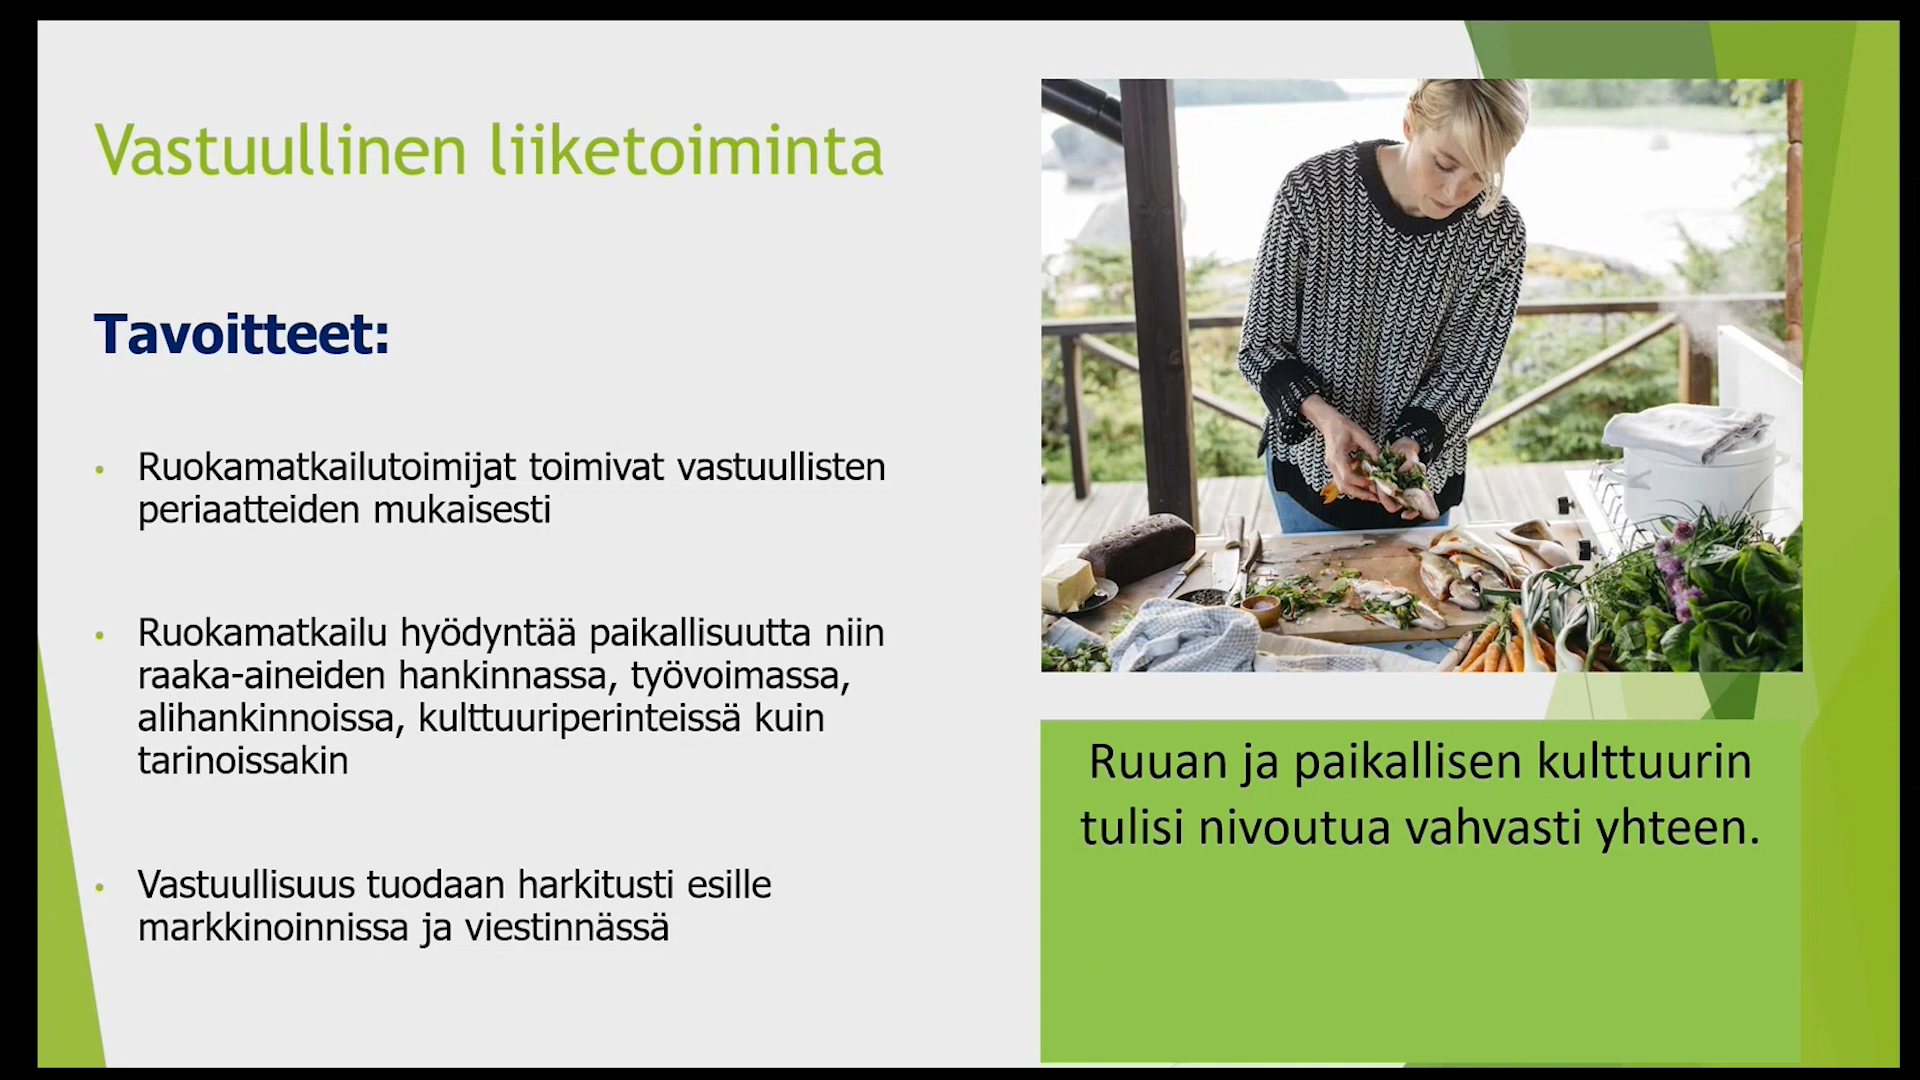 Vastuullinen liiketoiminta
Tavoitteet:
• Ruokamatkailutoimijat toimivat vastuullisten
periaatteiden mukaisesti
• Ruokamatkailu hyödyntää paikallisuutta niin
raaka-aineiden hankinnassa, työvoimassa,
alihankinnoissa, kulttuuriperinteissä kuin
tarinoissakin
• Vastuullisuus tuodaan harkitusti esille
markkinoinnissa ja viestinnässä
Ruuan ja paikallisen kulttuurin
tulisi nivoutua vahvasti yhteen.